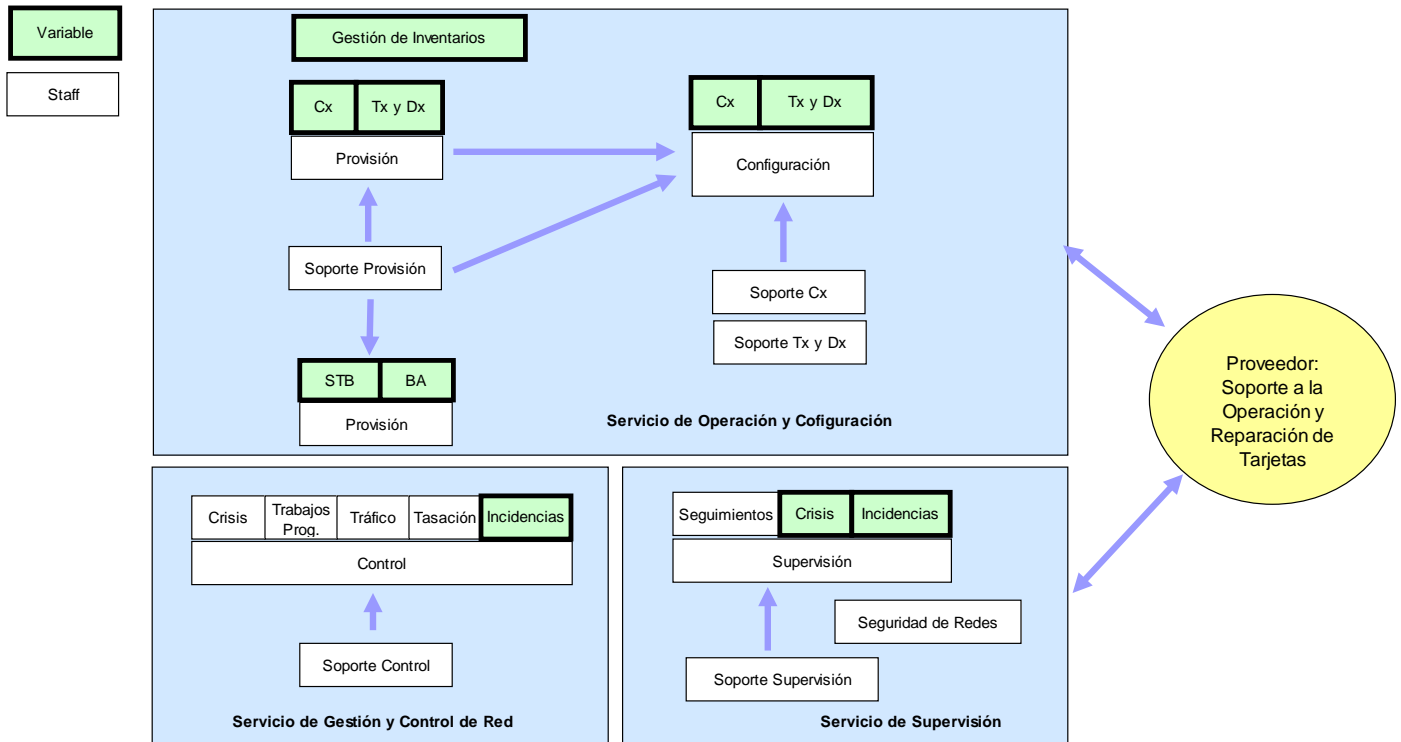 Variable
Staff
Gestión de Inventarios
Cx
Tx y Dx
Provisión
Cx
Tx y Dx
Configuración
Soporte Provisión
Soporte Cx
Soporte Tx y Dx
STB
BA
Provisión
Servicio de Operación y Cofiguración
Proveedor:
Soporte a la
Operación y
Reparación de
Tarjetas
Crisis
Trabajos
Prog.
Tráfico
Tasación
Incidencias
Control
Soporte Control
Servicio de Gestión y Control de Red
Seguimientos
Crisis
Incidencias
Supervisión
Seguridad de Redes
Soporte Supervisión
Servicio de Supervisión